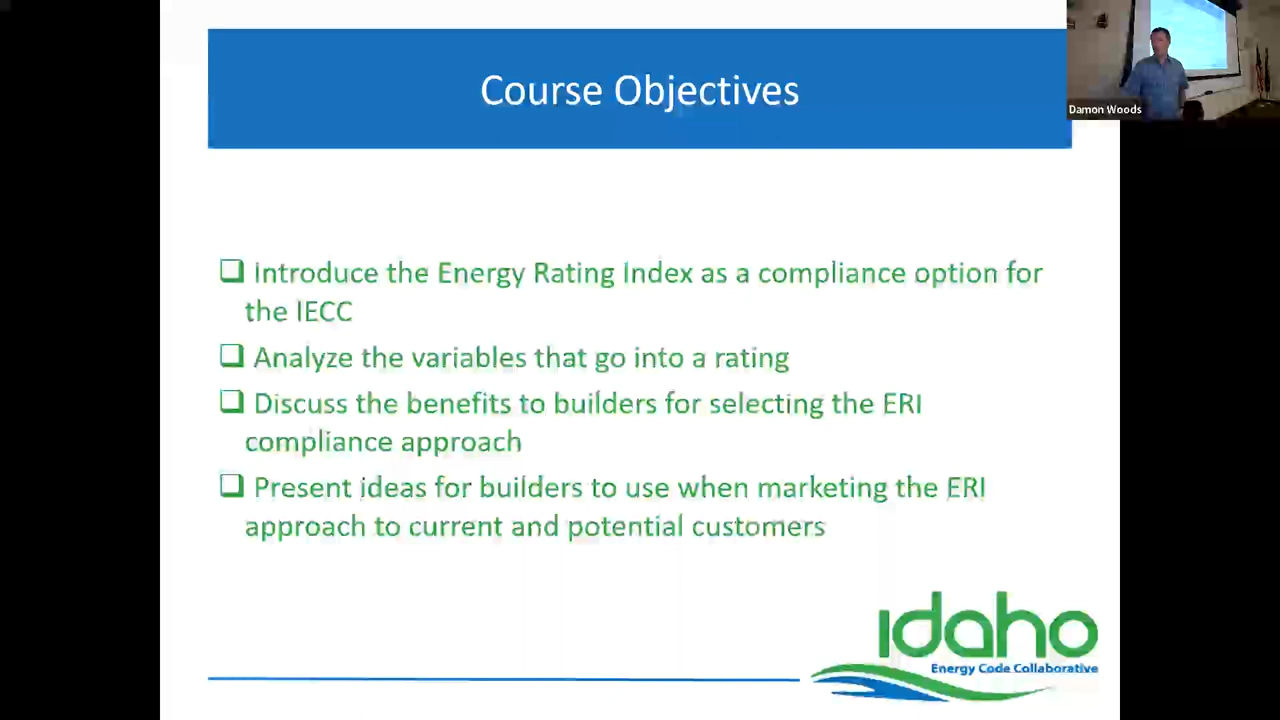 Course Objectives
Damon Woods
❑ Introduce the Energy Rating Index as a compliance option for
the IECC
❑ Analyze the variables that go into a rating
❑ Discuss the benefits to builders for selecting the ERI
compliance approach
❑ Present ideas for builders to use when marketing the ERI
approach to current and potential customers
idaho
Energy Code Collaborative